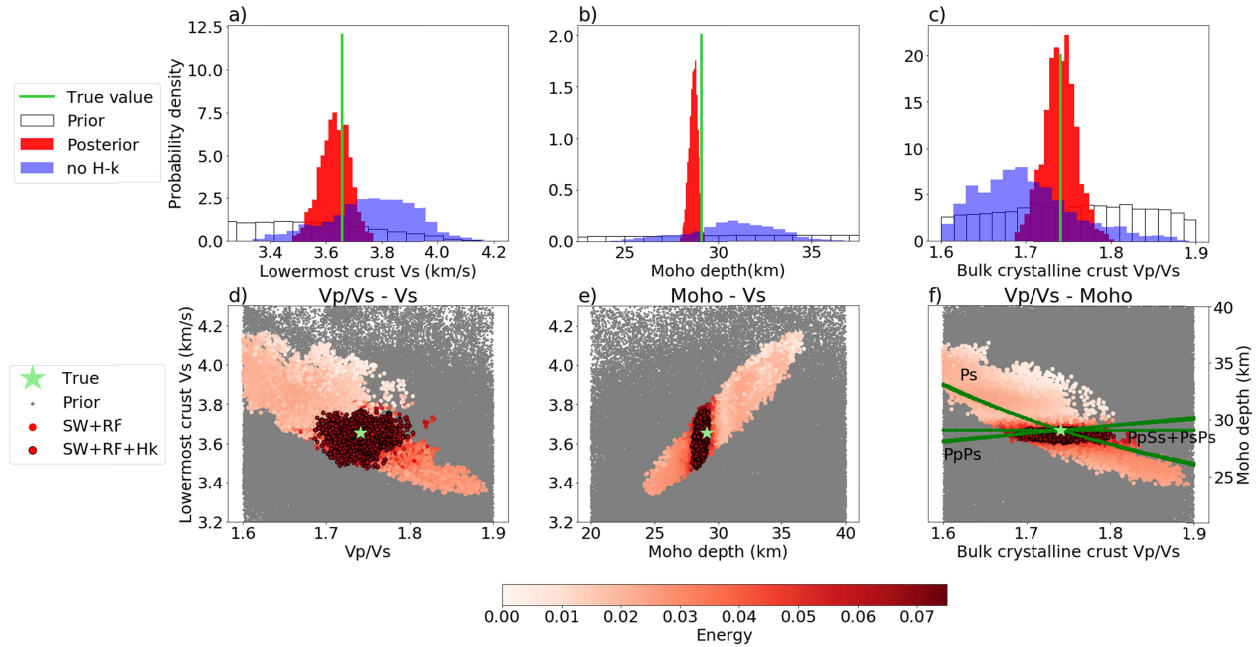 a)
b)
c)
True value
Prior
Posterior
no H-k
Probability density
12.5
10.0
7.5
5.0
2.5
0.0
3.4
3.6
3.8
4.0
4.2
Lowermost crust Vs (km/s)
2.0
1.5
1.0
0.5
0.0
25
30
35
Moho depth(km)
20
15
10
5
0
1.6
1.7
1.8
1.9
Bulk crystalline crust Vp/Vs
d)
Vp/Vs - Vs
e)
Moho - Vs
f)
Vp/Vs - Moho
True
Prior
SW+RF
SW+RF+Hk
Lowermost crust Vs (km/s)
4.2
4.0
3.8
3.6
3.4
3.2
1.6
1.7
1.8
1.9
Vp/Vs
4.2
4.0
3.8
3.6
3.4
3.2
20
25
30
35
40
Moho depth (km)
Ps
PpSs+PsPs
PpPs
40
35
30
25
Moho depth (km)
1.6
1.7
1.8
1.9
Bulk crystalline crust Vp/Vs
0.00
0.01
0.02
0.03
0.04
0.05
0.06
0.07
Energy